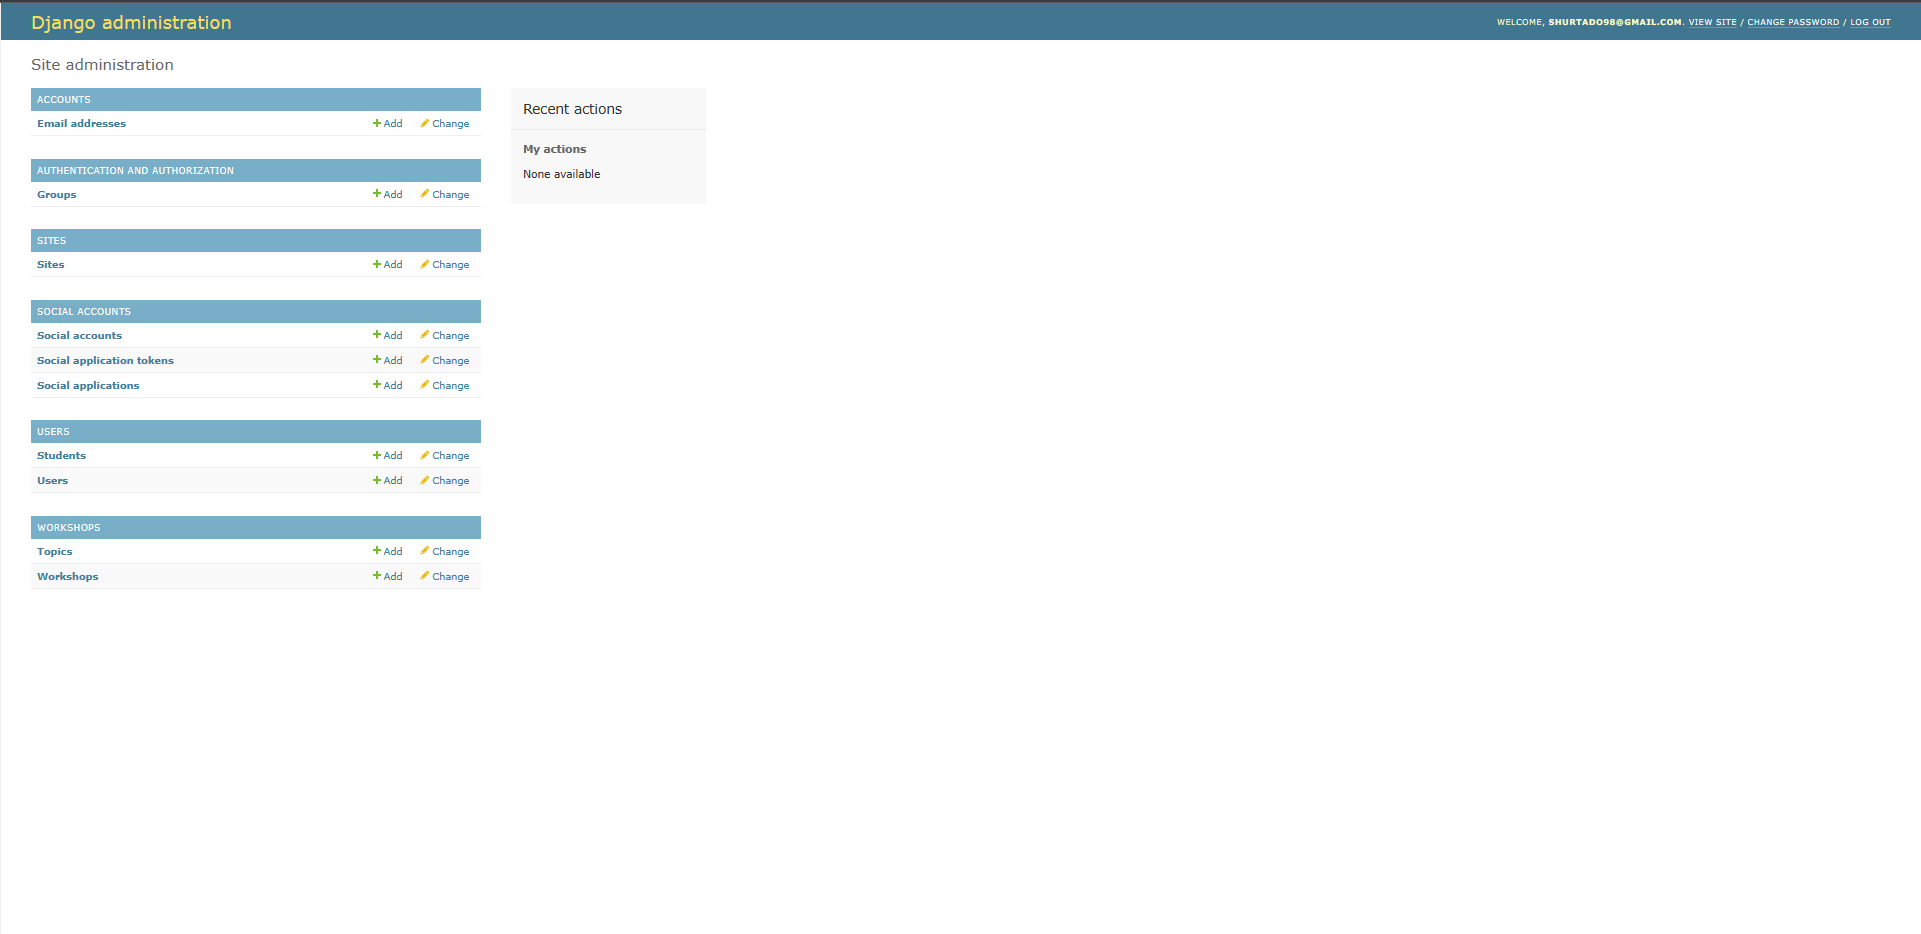 Django administration
WELCOME, SHURTADO98@GMAIL.COM. VIEW SITE / CHANGE PASSWORD / LOG OUT
Site administration
ACCOUNTS
Email addresses Add Change
AUTHENTICATION AND AUTHORIZATION
Groups Add Change
SITES
Sites Add Change
SOCIAL ACCOUNTS
Social accounts Add Change
Social application tokens Add Change
Social applications Add Change
USERS
Students Add Change
Users Add Change
WORKSHOPS
Topics Add Change
Workshops Add Change
Recent actions
My actions
None available